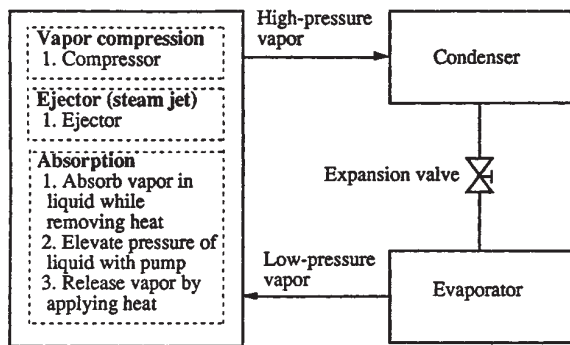 Vapor compression
1. Compressor
Ejector (steam jet)
1. Ejector
Absorption
1. Absorb vapor in
liquid while
removing heat
2. Elevate pressure of
liquid with pump
3. Release vapor by
applying heat
High-pressure
vapor
Condenser
Expansion valve
Low-pressure
vapor
Evaporator